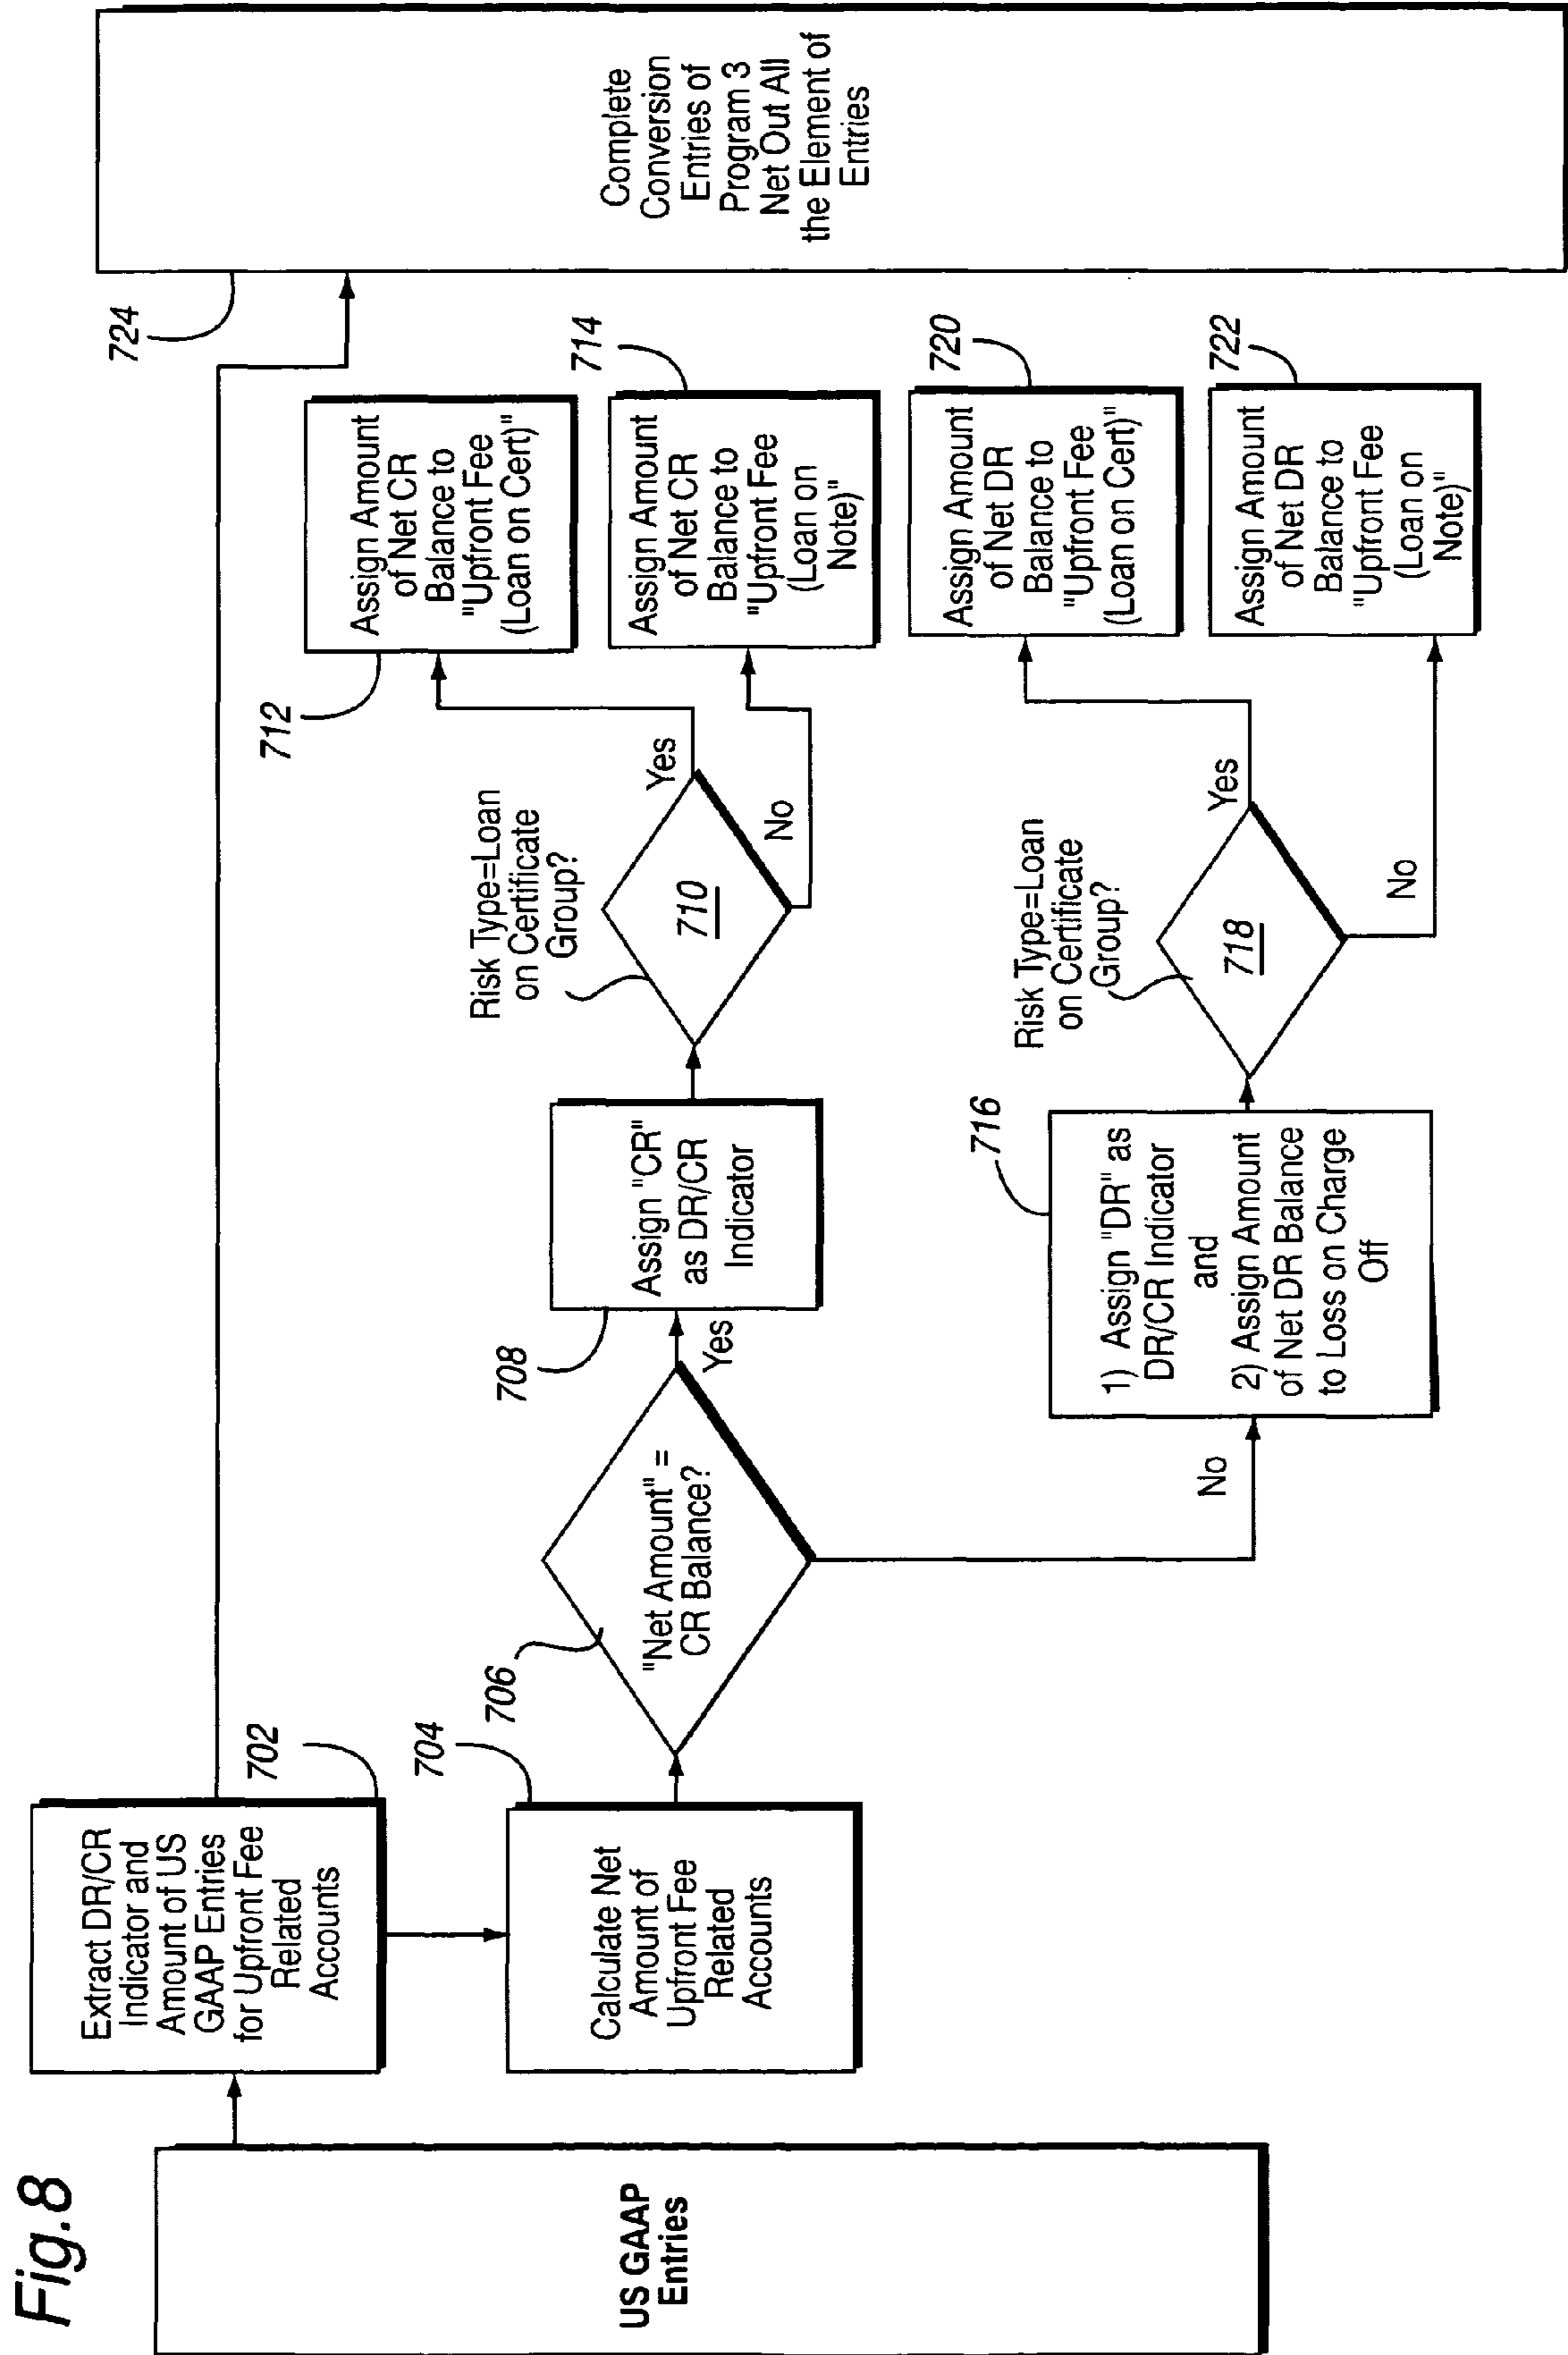 Fig.8
US GAAP
Entries
Extract DR/CR
Indicator and
Amount of US
GAAP Entries
for Upfront Fee
Related
Accounts
702
Calculate Net
Amount of
Upfront Fee
Related
Accounts
704
"Net Amount" =
CR Balance?
706
Yes
No
Assign "CR"
as DR/CR
Indicator
708
Risk Type=Loan
on Certificate
Group?
710
Yes
No
Assign Amount
of Net CR
Balance to
"Upfront Fee
(Loan on Cert)"
712
Assign Amount
of Net CR
Balance to
"Upfront Fee
(Loan on
Note)"
714
1) Assign "DR" as
DR/CR Indicator
and
2) Assign Amount
of Net DR Balance
to Loss on Charge
Off
716
Risk Type=Loan
on Certificate
Group?
718
Yes
No
Assign Amount
of Net DR
Balance to
"Upfront Fee
(Loan on Cert)"
720
Assign Amount
of Net DR
Balance to
"Upfront Fee
(Loan on
Note)"
722
Complete
Conversion
Entries of
Program 3
Net Out All
the Element of
Entries
724